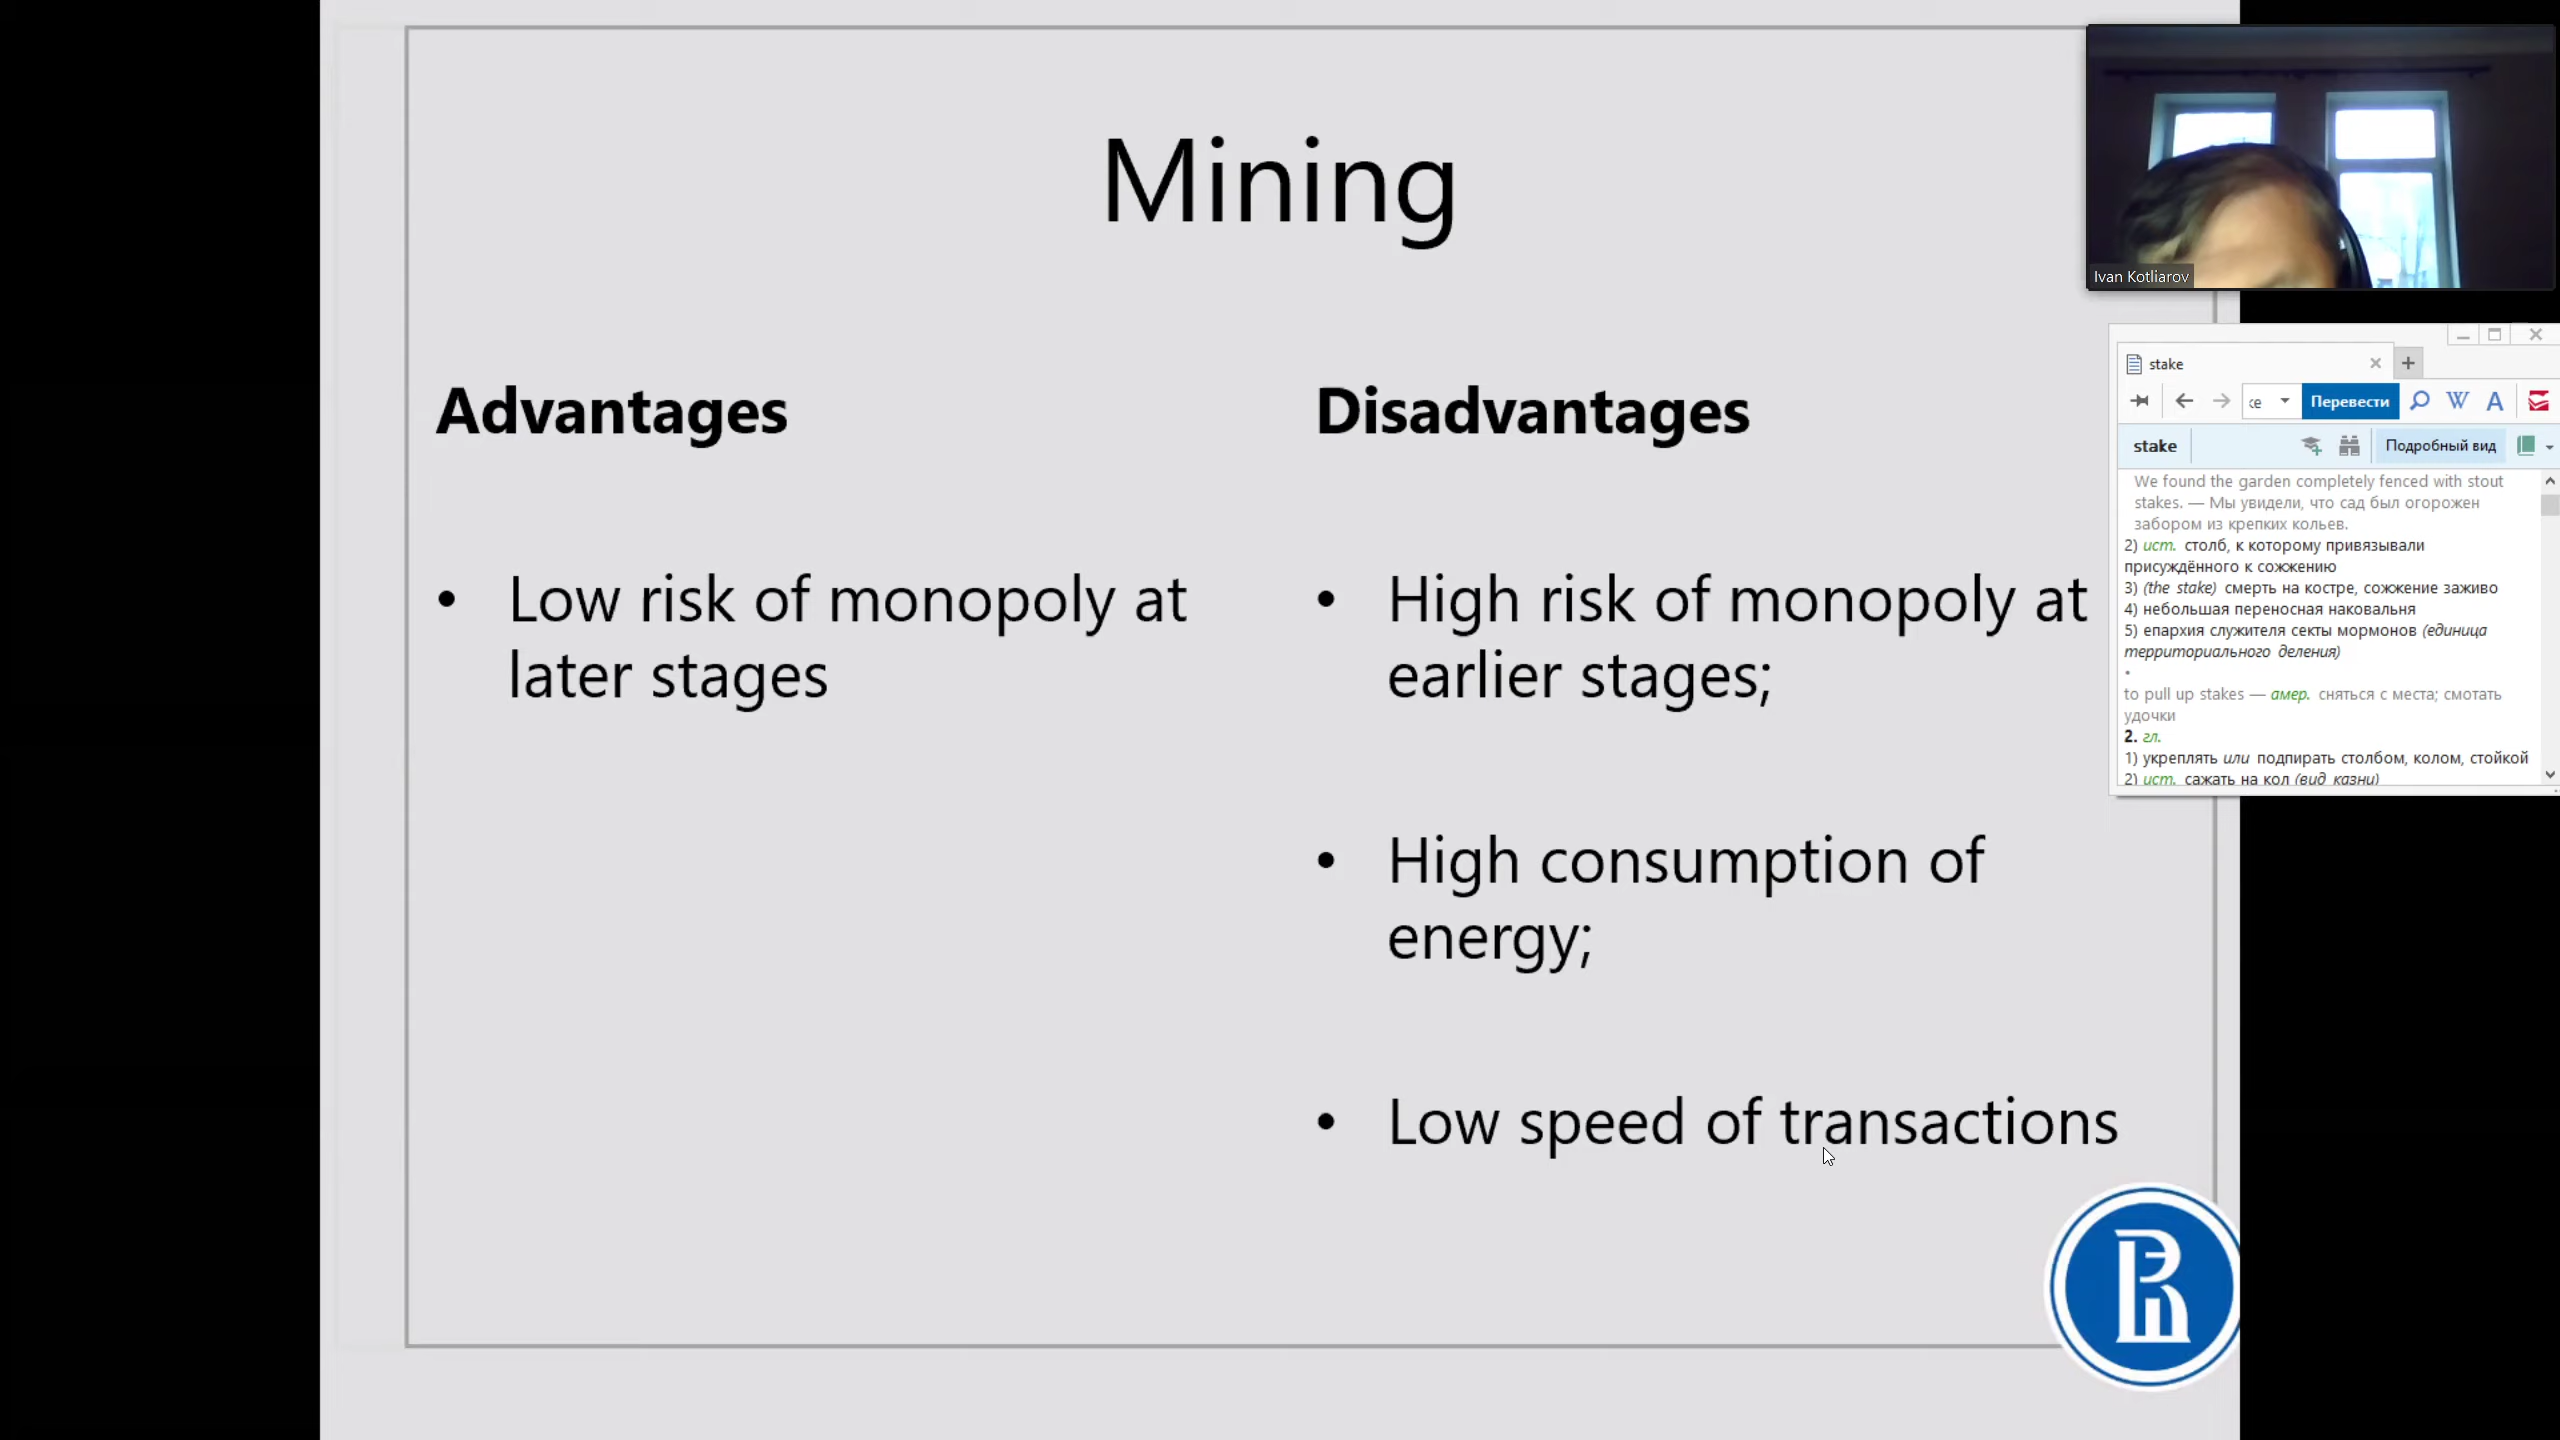 Mining
Advantages
• Low risk of monopoly at
later stages
Disadvantages
• High risk of monopoly at
earlier stages;
• High consumption of
energy;
• Low speed of transactions
Ivan Kotliarov
stake
Перевести
W
A
stake
Подробный вид
We found the garden completely fenced with stout
stakes. — Мы увидели, что сад был огорожен
забором из крепких кольев.
2) ист. столб, к которому привязывали
присуждённого к сожжению
3) (the stake) смерть на костре, сожжение заживо
4) небольшая переносная наковальня
5) епархия служителя секты мормонов (единица
территориального деления)
•
to pull up stakes — амер. сняться с места; смотать
удочки
2. гл.
1) укреплять или подпирать столбом, колом, стойкой
2) ист. сажать на кол (вид казни)